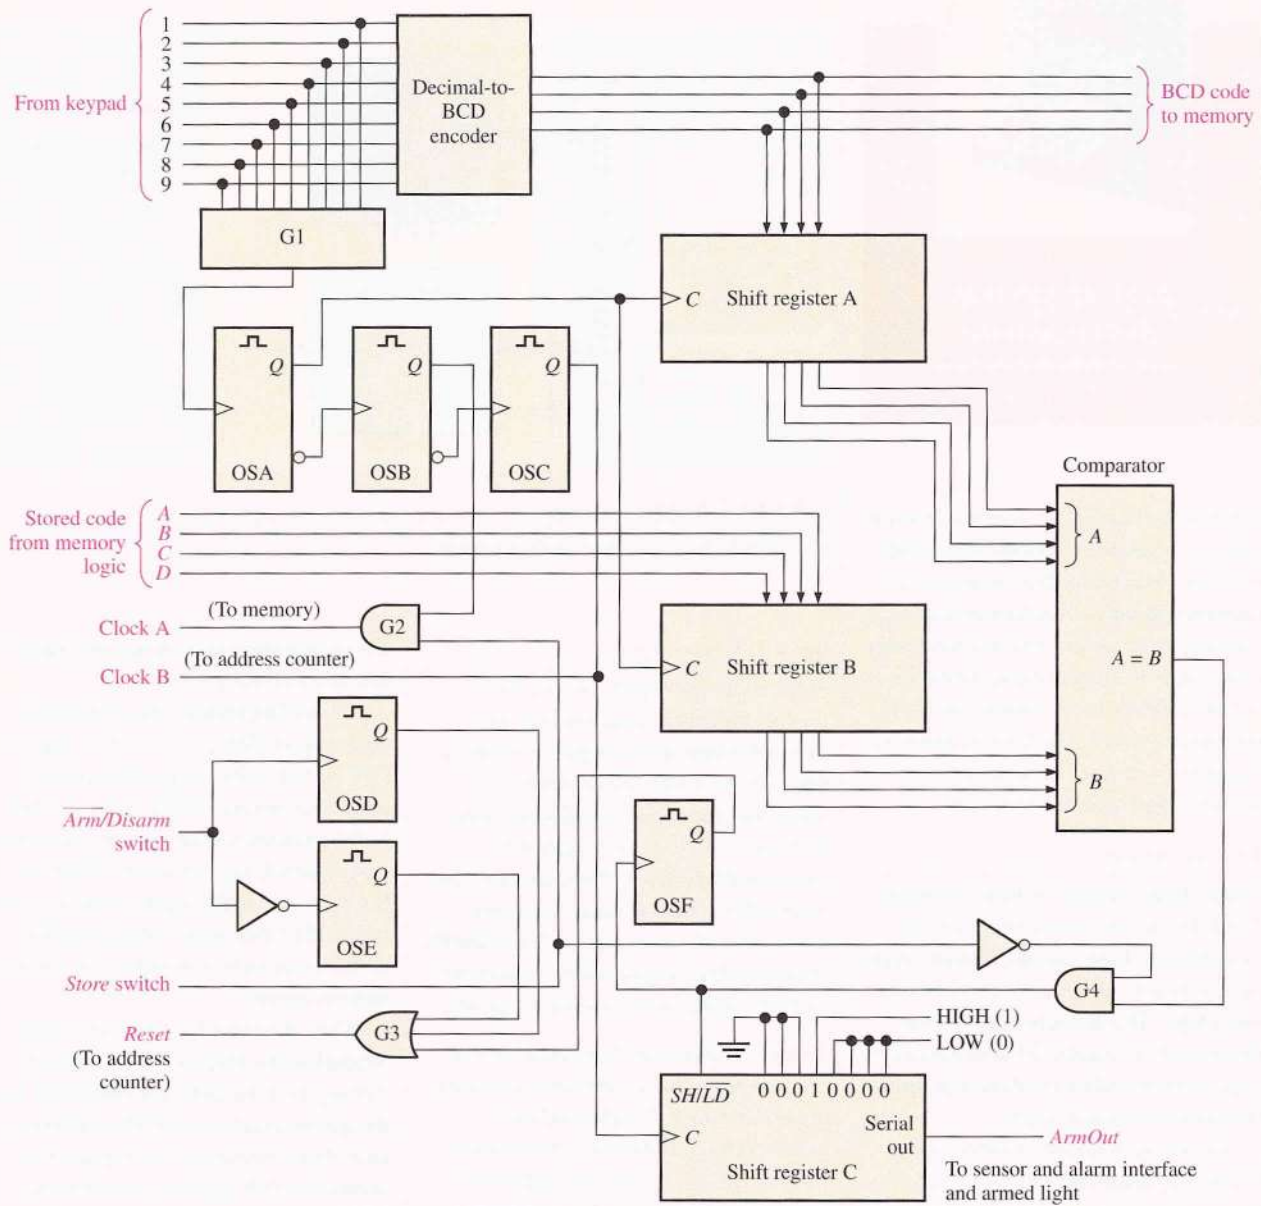 1
2
3
4
5
6
7
8
9
From keypad
Decimal-to-
BCD
encoder
BCD code
to memory
G1
C Shift register A
Q
Q
Q
OSA
OSB
OSC
Comparator
Stored code
from memory
logic
A
B
C
D
A
(To memory)
Clock A
G2
(To address counter)
Clock B
C Shift register B
A = B
Q
OSD
B
Arm/Disarm
switch
Q
Q
OSE
OSF
Store switch
G4
Reset
G3
(To address
counter)
HIGH (1)
LOW (0)
SH/LD
0 0 0 1 0 0 0 0
C
Serial
out
ArmOut
Shift register C
To sensor and alarm interface
and armed light